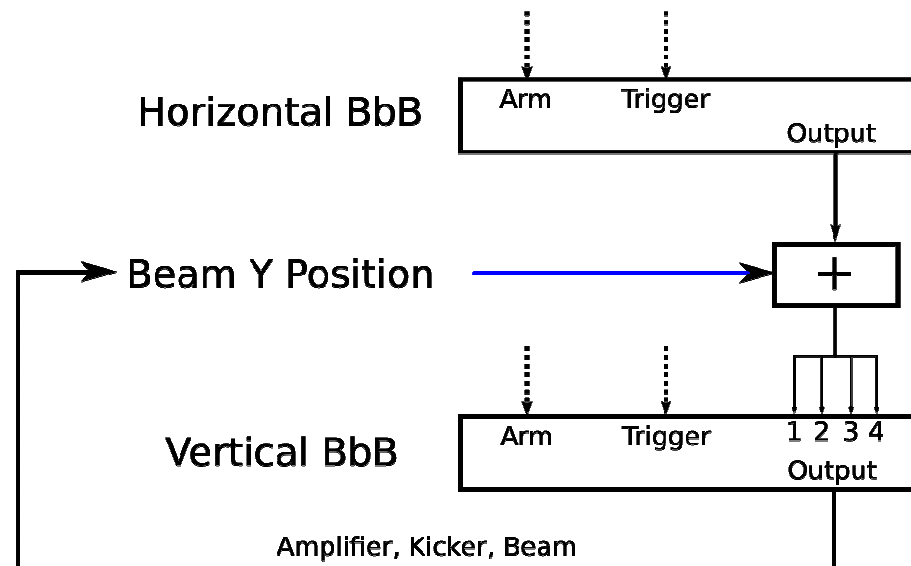 Arm Trigger
Horizontal BbB
Output
Beam Y Position
+
1 2 3 4
Arm Trigger
Vertical BbB
Output
Amplifier, Kicker, Beam